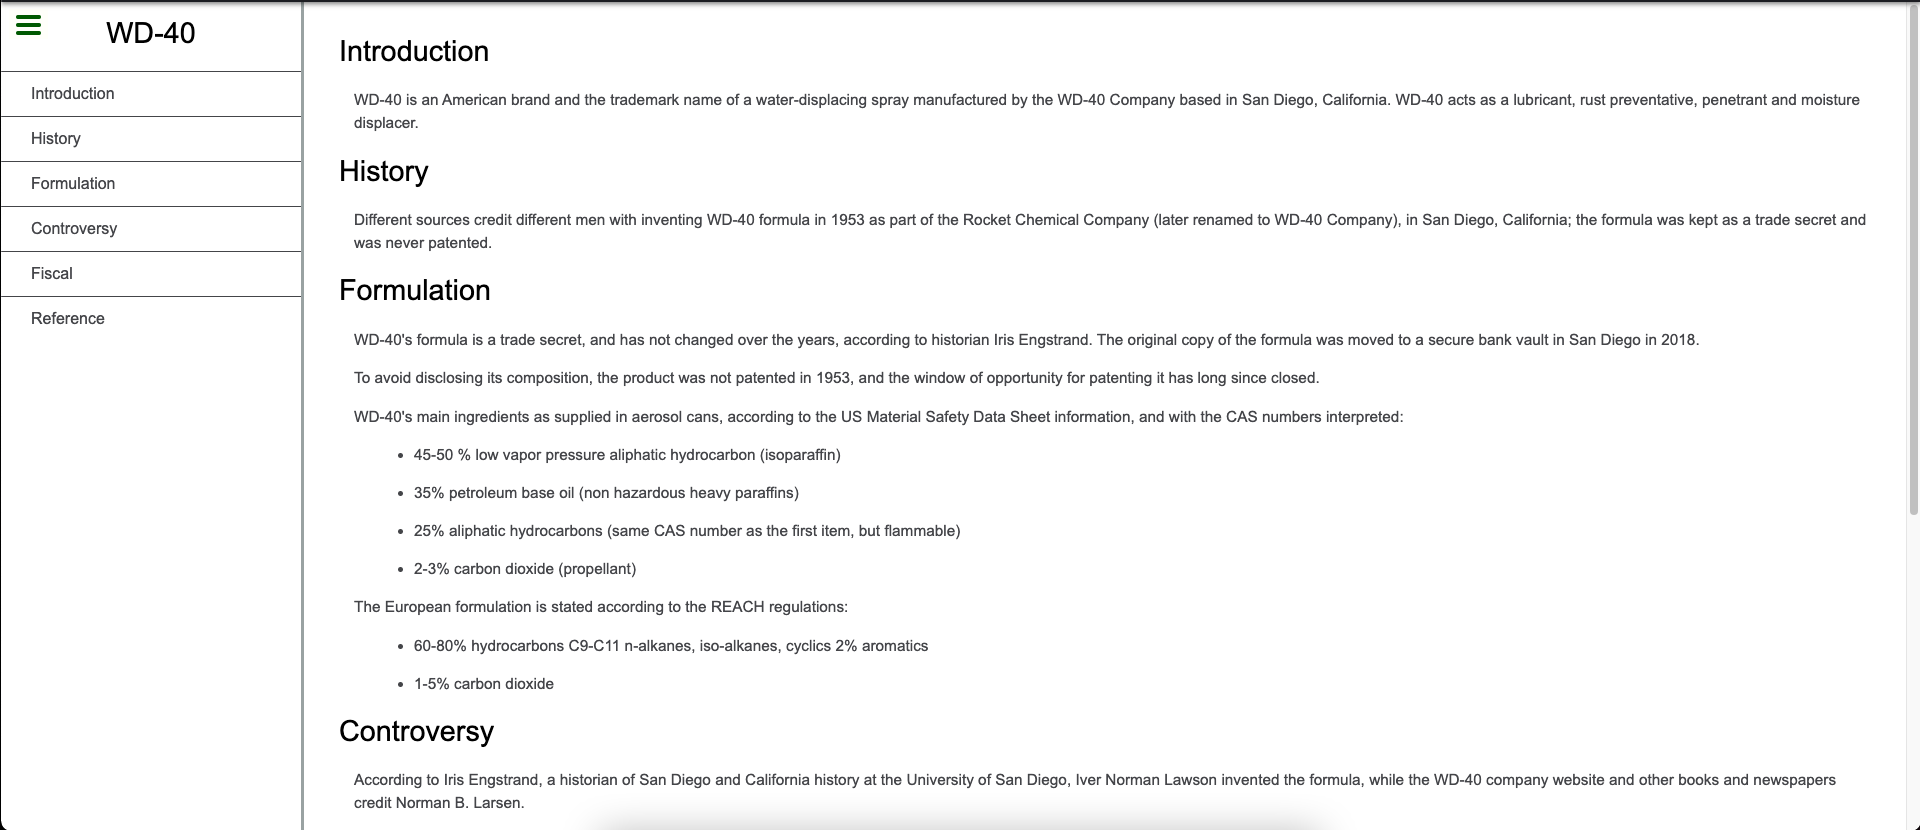 WD-40
Introduction
History
Formulation
Controversy
Fiscal
Reference
Introduction
WD-40 is an American brand and the trademark name of a water-displacing spray manufactured by the WD-40 Company based in San Diego, California. WD-40 acts as a lubricant, rust preventative, penetrant and moisture
displacer.
History
Different sources credit different men with inventing WD-40 formula in 1953 as part of the Rocket Chemical Company (later renamed to WD-40 Company), in San Diego, California; the formula was kept as a trade secret and
was never patented.
Formulation
WD-40's formula is a trade secret, and has not changed over the years, according to historian Iris Engstrand. The original copy of the formula was moved to a secure bank vault in San Diego in 2018.
To avoid disclosing its composition, the product was not patented in 1953, and the window of opportunity for patenting it has long since closed.
WD-40's main ingredients as supplied in aerosol cans, according to the US Material Safety Data Sheet information, and with the CAS numbers interpreted:
• 45-50 % low vapor pressure aliphatic hydrocarbon (isoparaffin)
• 35% petroleum base oil (non hazardous heavy paraffins)
• 25% aliphatic hydrocarbons (same CAS number as the first item, but flammable)
• 2-3% carbon dioxide (propellant)
The European formulation is stated according to the REACH regulations:
• 60-80% hydrocarbons C9-C11 n-alkanes, iso-alkanes, cyclics 2% aromatics
• 1-5% carbon dioxide
Controversy
According to Iris Engstrand, a historian of San Diego and California history at the University of San Diego, Iver Norman Lawson invented the formula, while the WD-40 company website and other books and newspapers
credit Norman B. Larsen.